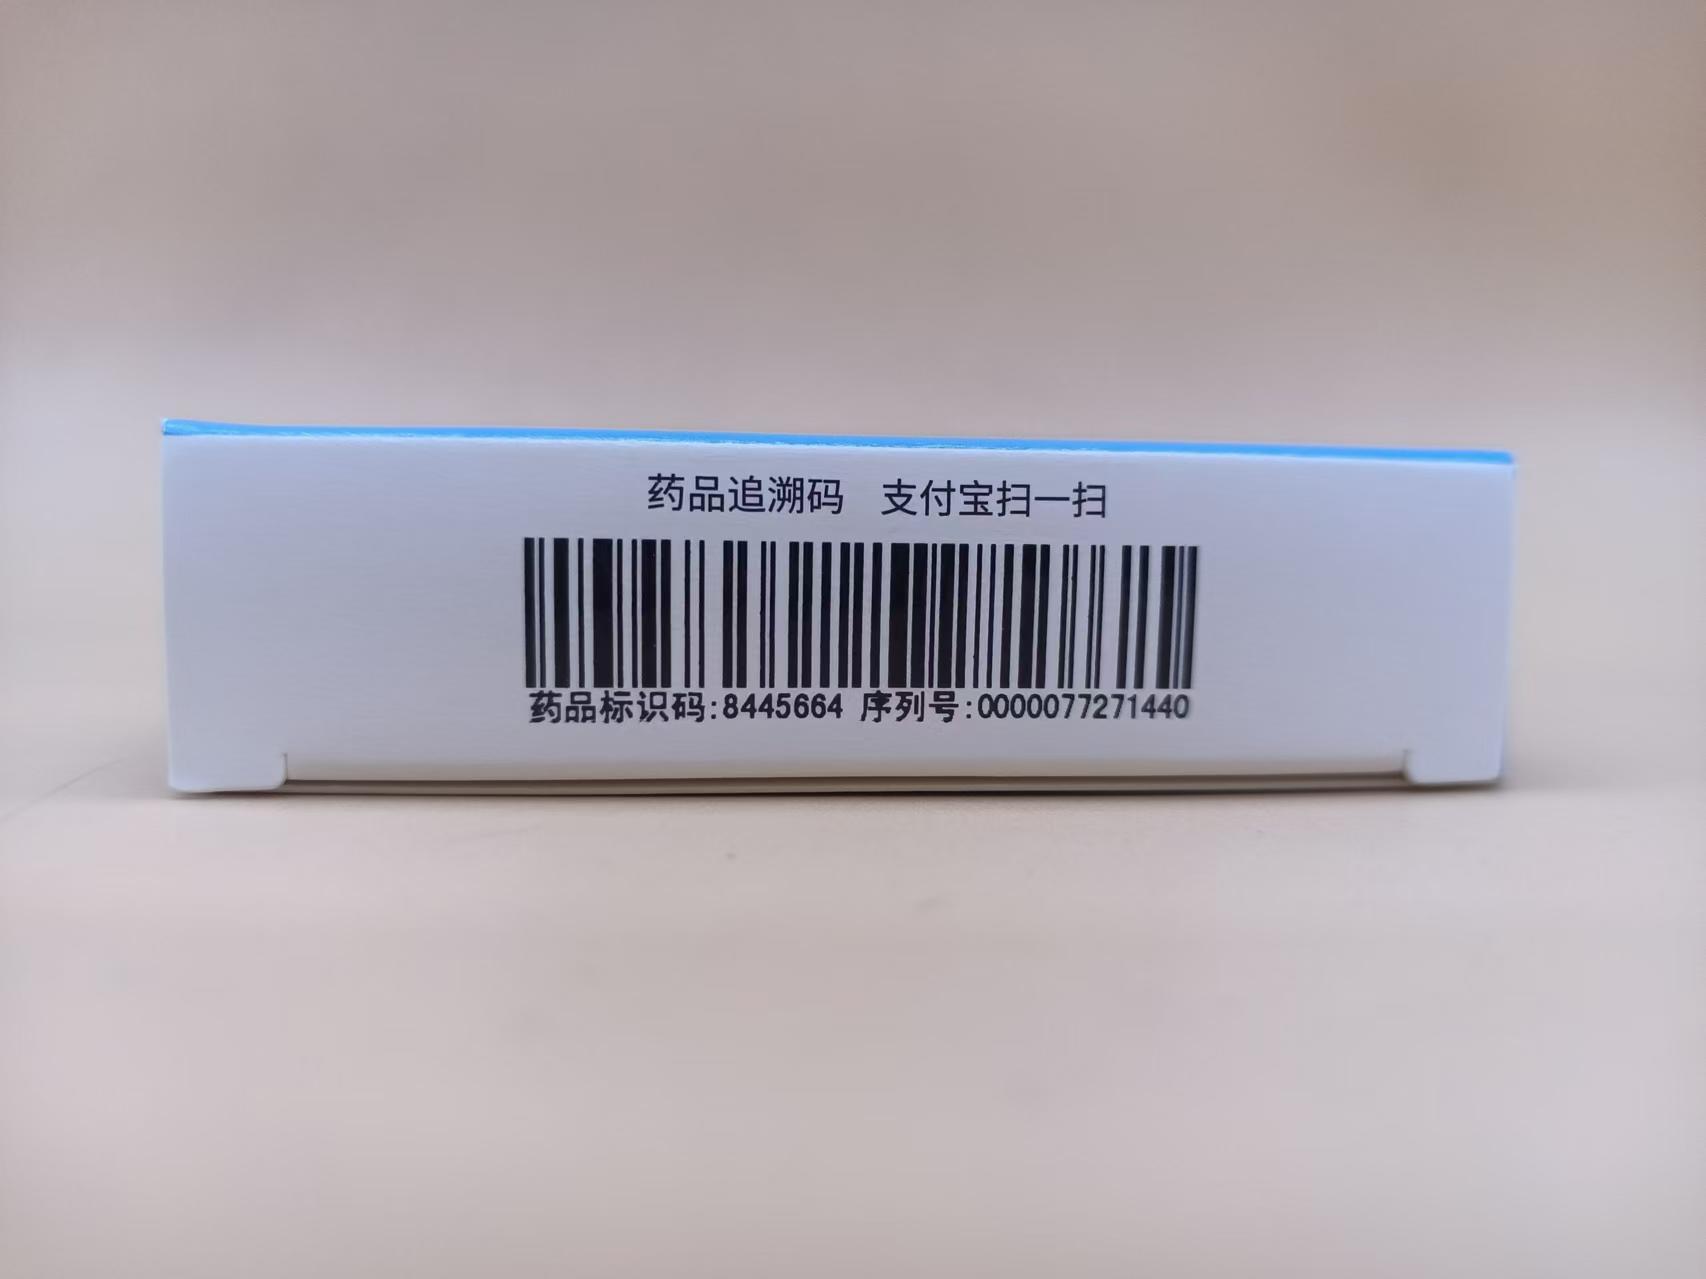 药品追溯码 支付宝扫一扫
药品标识码:8445664 序列号:0000077271440